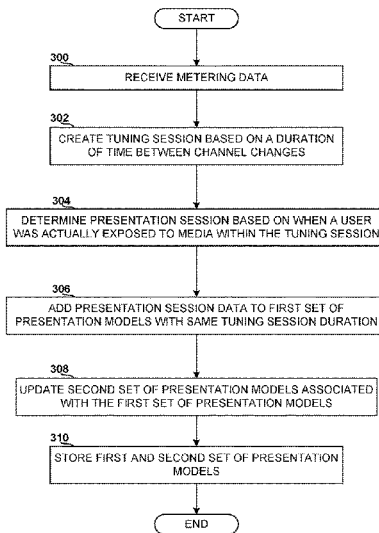 START
300
RECEIVE METERING DATA
302
CREATE TUNING SESSION BASED ON A DURATION
OF TIME BETWEEN CHANNEL CHANGES
304
DETERMINE PRESENTATION SESSION BASED ON WHEN A USER
WAS ACTUALLY EXPOSED TO MEDIA WITHIN THE TUNING SESSION
306
ADD PRESENTATION SESSION DATA TO FIRST SET OF
PRESENTATION MODELS WITH SAME TUNING SESSION DURATION
308
UPDATE SECOND SET OF PRESENTATION MODELS ASSOCIATED
WITH THE FIRST SET OF PRESENTATION MODELS
310
STORE FIRST AND SECOND SET OF PRESENTATION
MODELS
END